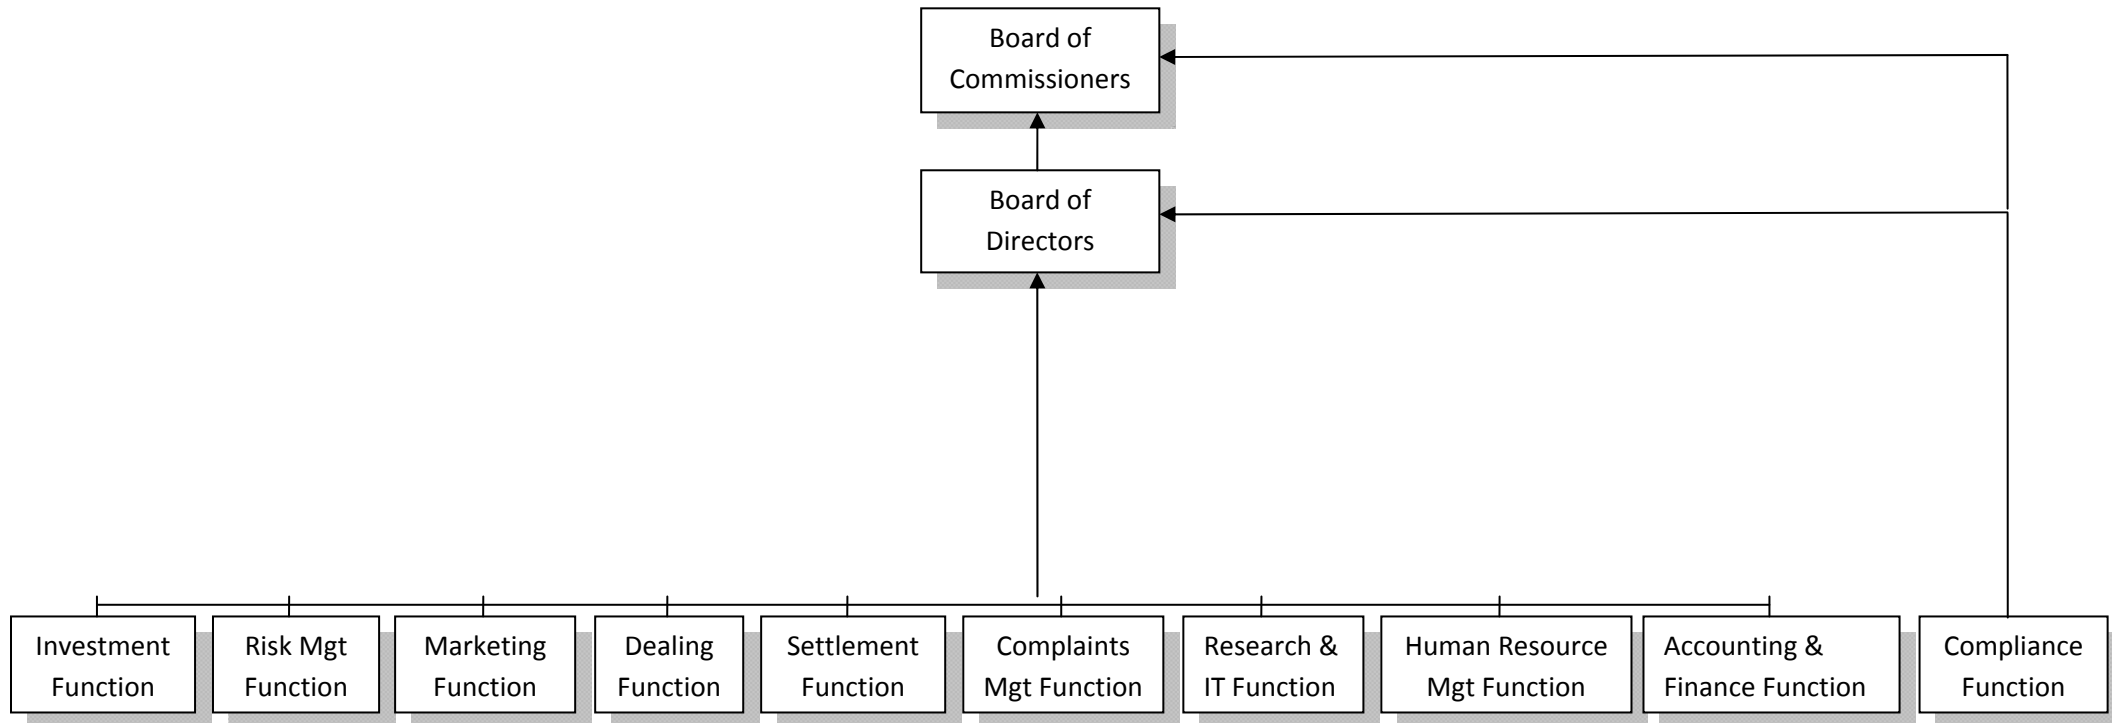 Board of
Commissioners
Board of
Directors
Investment
Function
Risk Mgt
Function
Marketing
Function
Dealing
Function
Settlement
Function
Complaints
Mgt Function
Research &
IT Function
Human Resource
Mgt Function
Accounting &
Finance Function
Compliance
Function